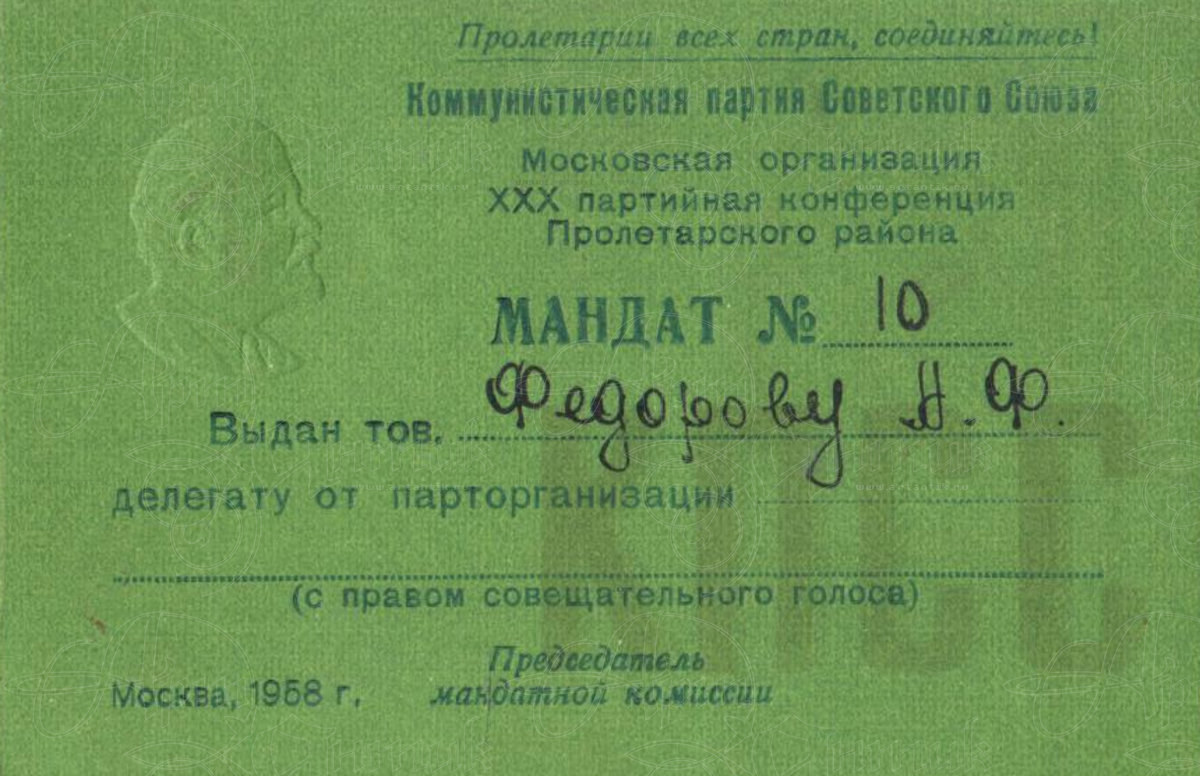 Пролетарии всех стран, соединяйтесь!
Коммунистическая партия Советского Союза
Московская организация
XXX партийная конференция
Пролетарского района
МАНДАТ № 10
Выдан тов. Федорову А. Ф.
делегату от парторганизации
(с правом совещательного голоса)
КПСС
Председатель
мандатной комиссии
Москва, 1958 г.